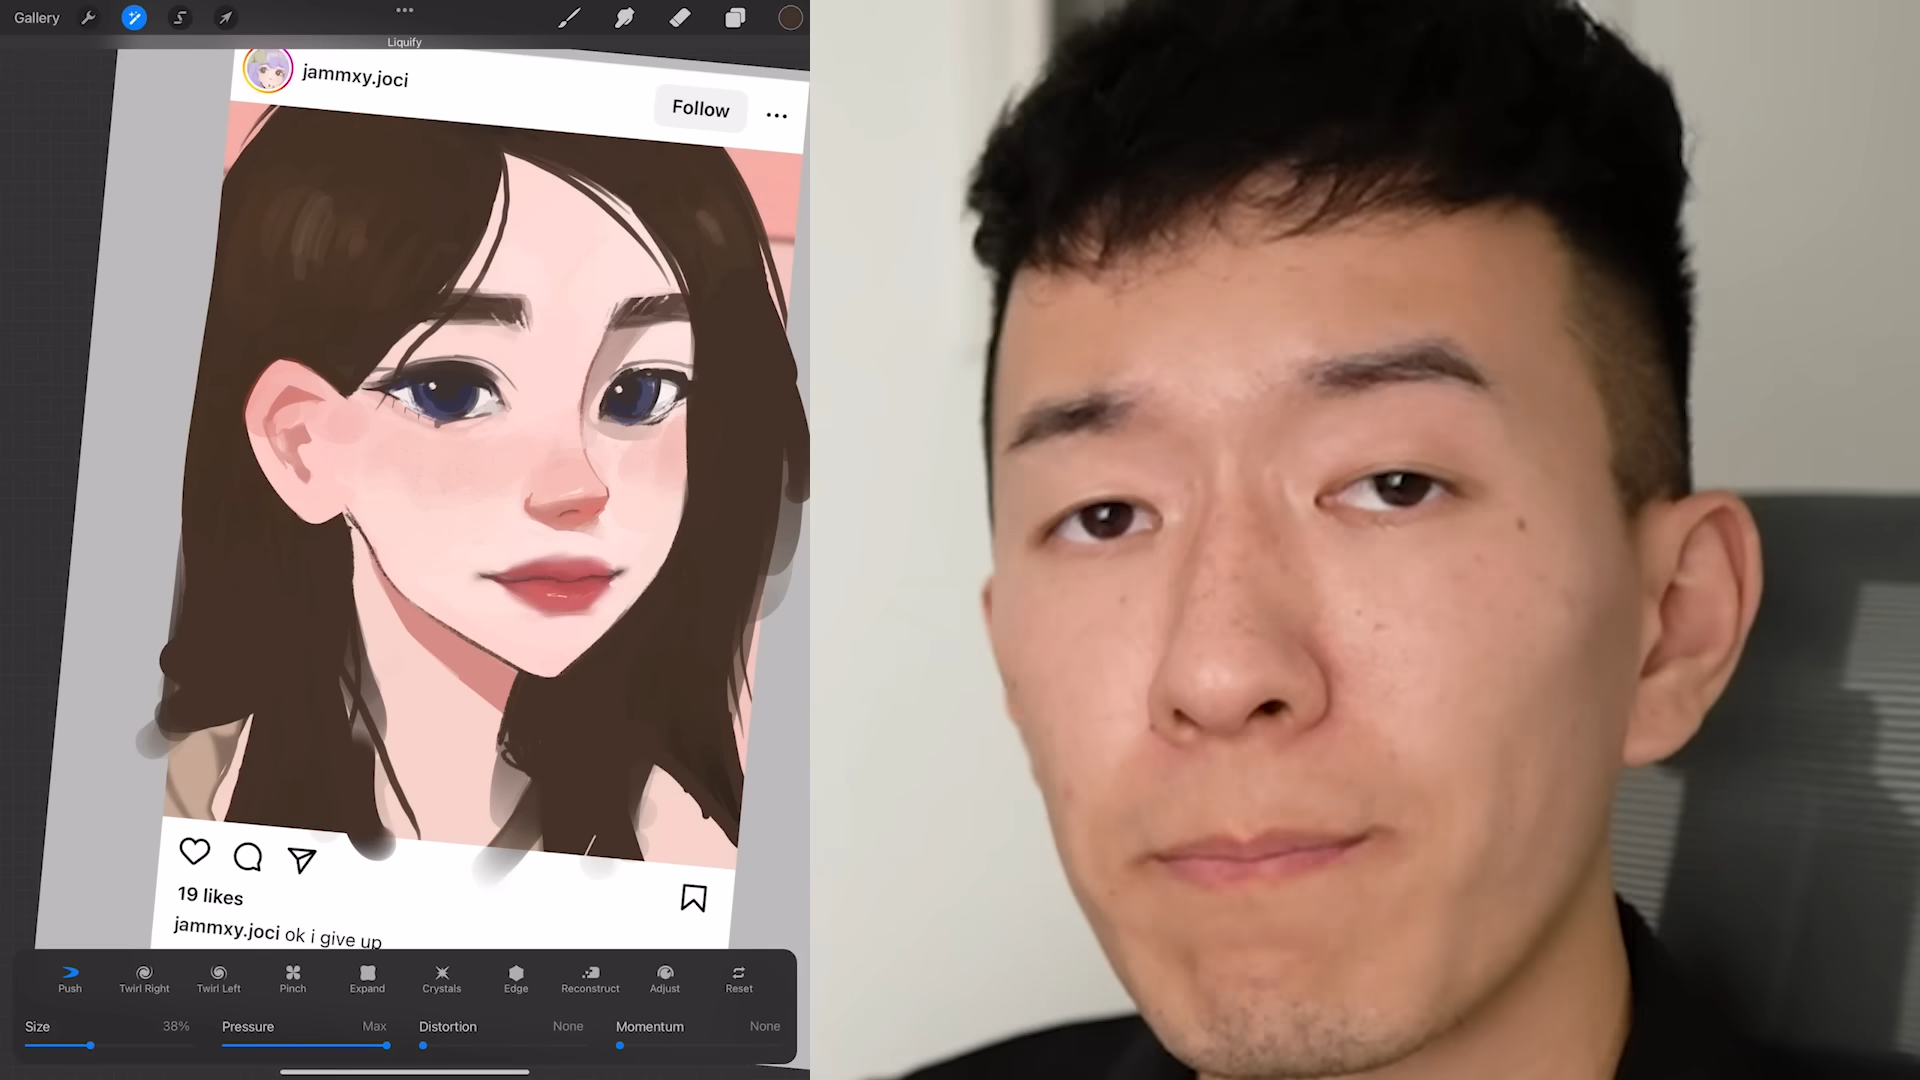 Gallery
Liquify
jammxy.joci
Follow
19 likes
jammxy.joci ok i give up
Push Twirl Right Twirl Left Pinch Expand Crystals Edge Reconstruct Adjust Reset
Size 38% Pressure Max Distortion None Momentum None